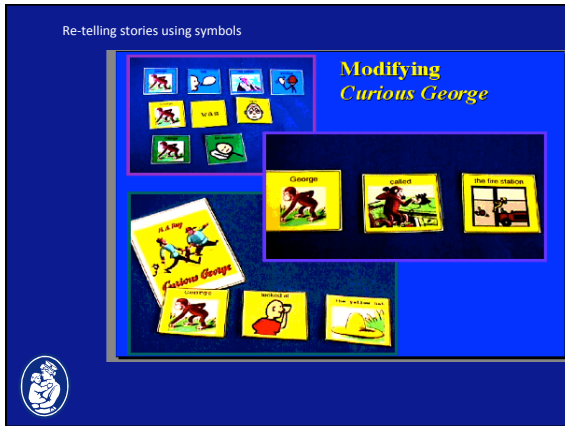 Re-telling stories using symbols
Modifying
Curious George
was
George
called
the fire station
H.A. Rey
Curious George
George
looked at
the yellow hat